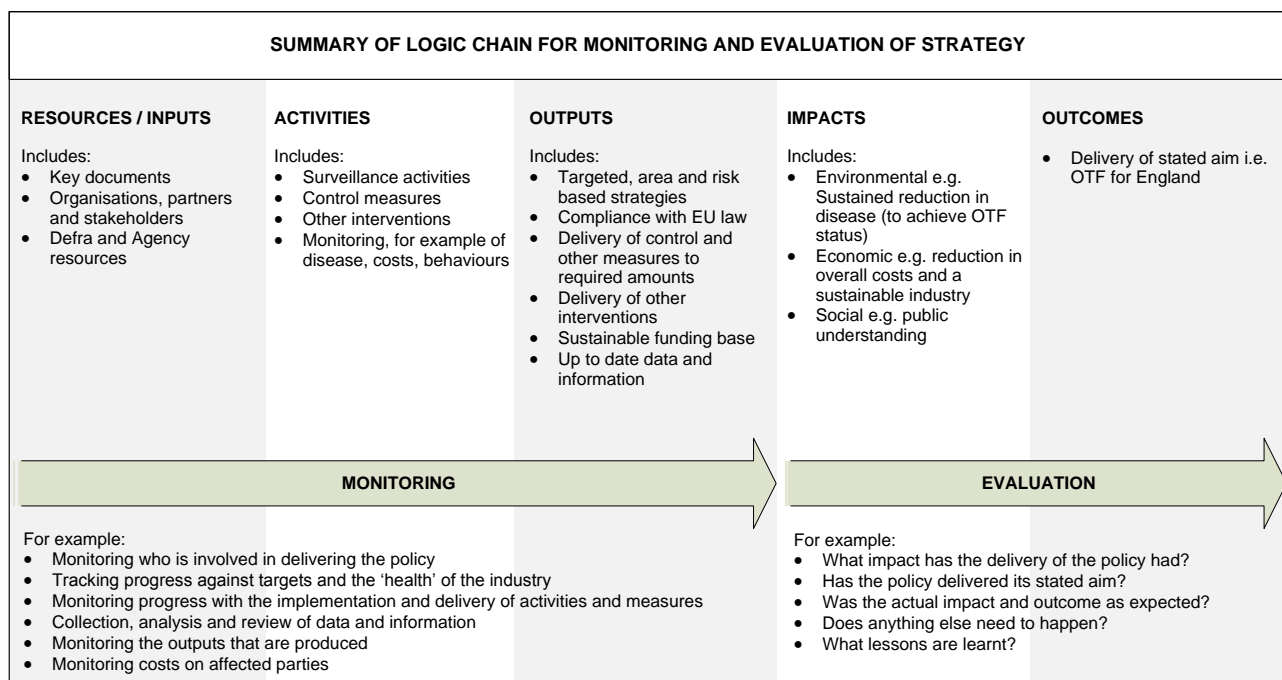 SUMMARY OF LOGIC CHAIN FOR MONITORING AND EVALUATION OF STRATEGY
RESOURCES / INPUTS
Includes:
• Key documents
• Organisations, partners
and stakeholders
• Defra and Agency
resources
ACTIVITIES
Includes:
• Surveillance activities
• Control measures
• Other interventions
• Monitoring, for example of
disease, costs, behaviours
OUTPUTS
Includes:
• Targeted, area and risk
based strategies
• Compliance with EU law
• Delivery of control and
other measures to
required amounts
• Delivery of other
interventions
• Sustainable funding base
• Up to date data and
information
IMPACTS
Includes:
• Environmental e.g.
Sustained reduction in
disease (to achieve OTF
status)
• Economic e.g. reduction in
overall costs and a
sustainable industry
• Social e.g. public
understanding
OUTCOMES
• Delivery of stated aim i.e.
OTF for England
MONITORING
For example:
• Monitoring who is involved in delivering the policy
• Tracking progress against targets and the ‘health’ of the industry
• Monitoring progress with the implementation and delivery of activities and measures
• Collection, analysis and review of data and information
• Monitoring the outputs that are produced
• Monitoring costs on affected parties
EVALUATION
For example:
• What impact has the delivery of the policy had?
• Has the policy delivered its stated aim?
• Was the actual impact and outcome as expected?
• Does anything else need to happen?
• What lessons are learnt?